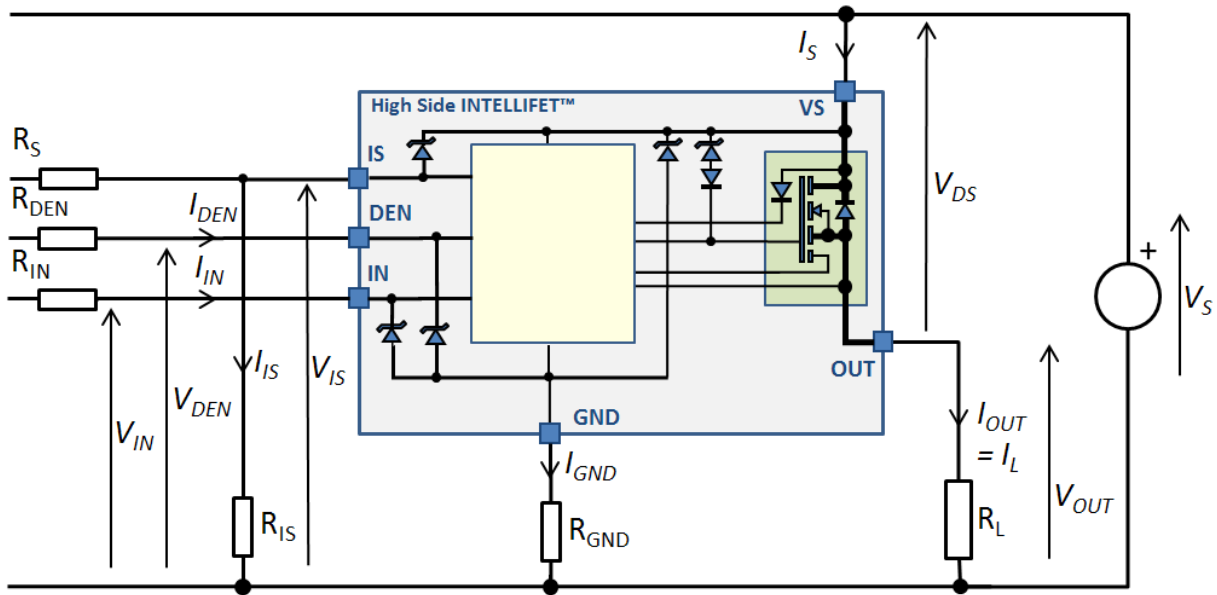 I_S
High Side INTELLIFET™
VS
R_S
IS
R_DEN
I_DEN
DEN
V_DS
R_IN
I_IN
IN
+
V_S
I_IS
V_IS
OUT
V_DEN
GND
V_IN
I_GND
I_OUT
= I_L
R_IS
R_GND
R_L
V_OUT